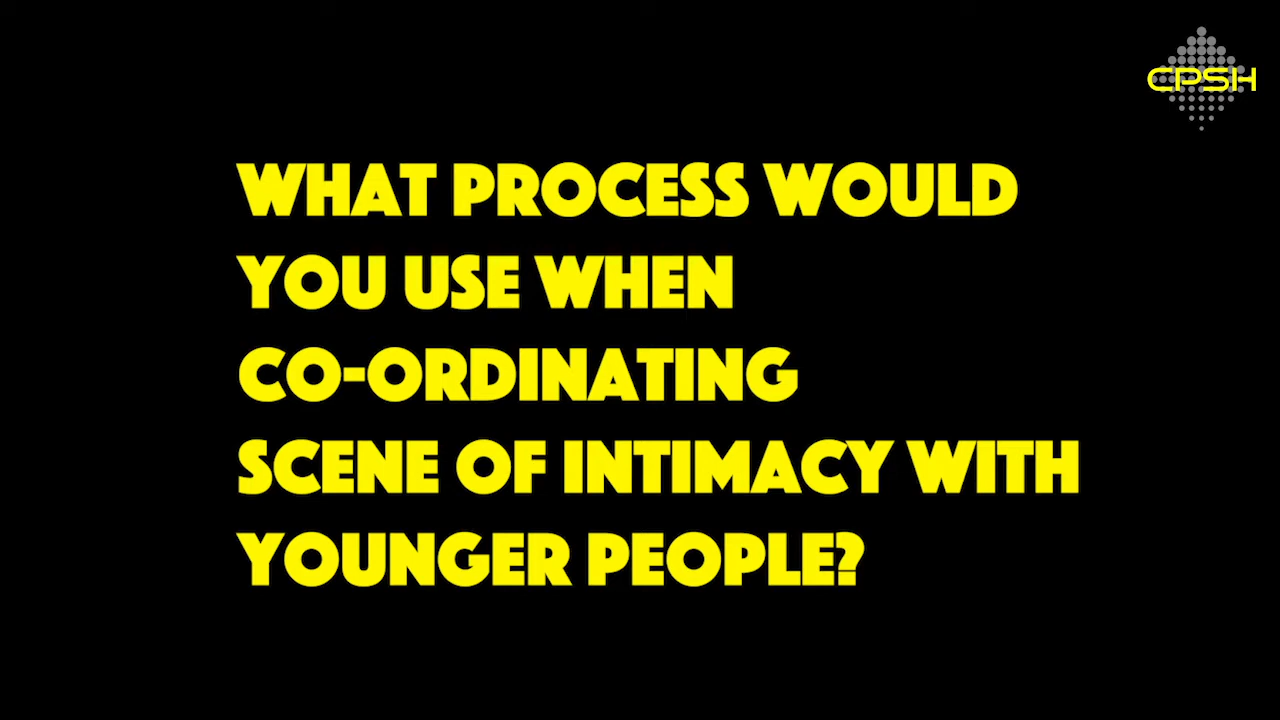 CPSH
WHAT PROCESS WOULD
YOU USE WHEN
CO-ORDINATING
SCENE OF INTIMACY WITH
YOUNGER PEOPLE?